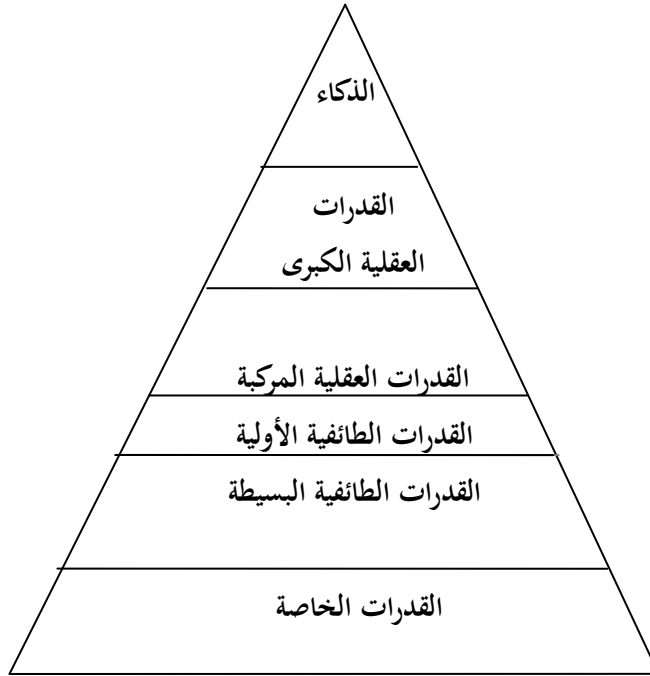 الذكاء
القدرات
العقلية الكبرى
القدرات العقلية المركبة
القدرات الطائفية الأولية
القدرات الطائفية البسيطة
القدرات الخاصة